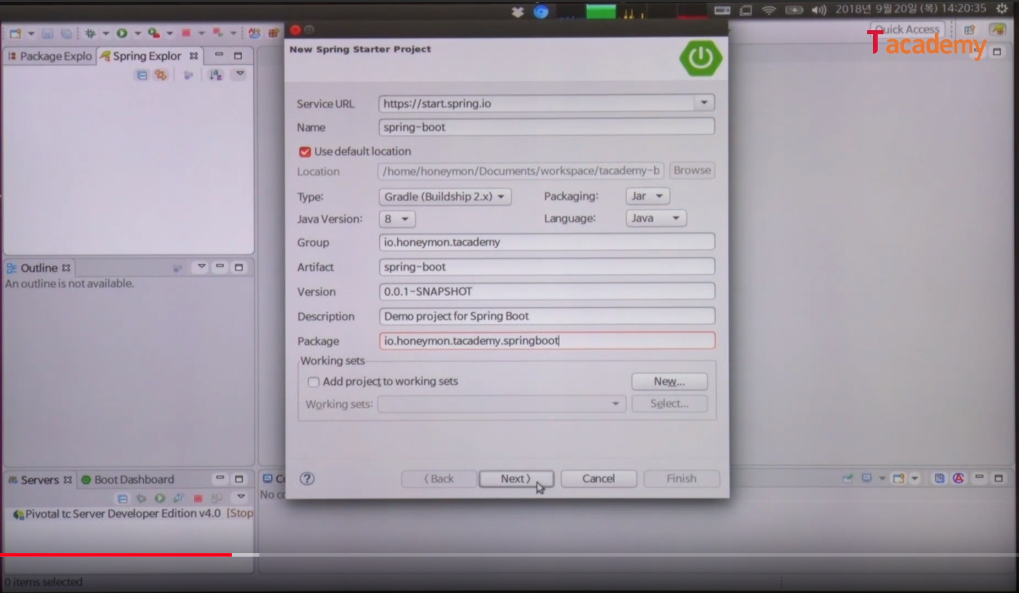 2018년 9월20일 (목) 14:20:35
Quick Access
Tacademy
Package Explo
Spring Explor
New Spring Starter Project
Service URL
https://start.spring.io
Name
spring-boot
Use default location
Location
/home/honeymon/Documents/workspace/tacademy-b
Browse
Type:
Gradle (Buildship 2.x)
Packaging:
Jar
Java Version:
8
Language:
Java
Group
io.honeymon.tacademy
Artifact
spring-boot
Version
0.0.1-SNAPSHOT
Description
Demo project for Spring Boot
Package
io.honeymon.tacademy.springboot
Working sets
Add project to working sets
New...
Working sets:
Select...
Outline
An outline is not available.
Servers
Boot Dashboard
Pivotal tc Server Developer Edition v4.0 [Stop
Co
No co
?
< Back
Next >
Cancel
Finish
0 items selected